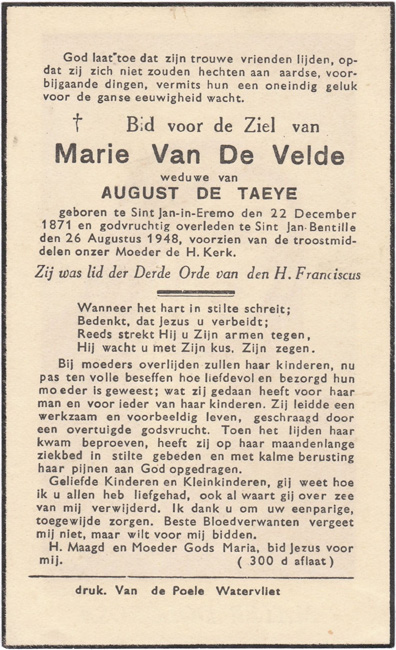 God laat toe dat zijn trouwe vrienden lijden, op-
dat zij zich niet zouden hechten aan aardse, voor-
bijgaande dingen, vermits hun een oneindig geluk
voor de ganse eeuwigheid wacht.
† Bid voor de Ziel van
Marie Van De Velde
weduwe van
AUGUST DE TAEYE
geboren te Sint Jan-in-Eremo den 22 December
1871 en godvruchtig overleden te Sint Jan-Bentille
den 26 Augustus 1948, voorzien van de troostmid-
delen onzer Moeder de H. Kerk.
Zij was lid der Derde Orde van den H. Franciscus
Wanneer het hart in stilte schreit;
Bedenkt, dat Jezus u verbeidt;
Reeds strekt Hij u Zijn armen tegen,
Hij wacht u met Zijn kus, Zijn zegen.
Bij moeders overlijden zullen haar kinderen, nu
pas ten volle beseffen hoe liefdevol en bezorgd hun
moeder is geweest; wat zij gedaan heeft voor haar
man en voor ieder van haar kinderen. Zij leidde een
werkzaam en voorbeeldig leven, geschraagd door
een overtuigde godsvrucht. Toen het lijden haar
kwam beproeven, heeft zij op haar maandenlange
ziekbed in stilte gebeden en met kalme berusting
haar pijnen aan God opgedragen.
Geliefde Kinderen en Kleinkinderen, gij weet hoe
ik u allen heb liefgehad, ook al waart gij over zee
van mij verwijderd. Ik dank u om uw eenparige,
toegewijde zorgen. Beste Bloedverwanten vergeet
mij niet, maar wilt voor mij bidden.
H. Maagd en Moeder Gods Maria, bid Jezus voor
mij. ( 300 d aflaat )
druk. Van de Poele Watervliet